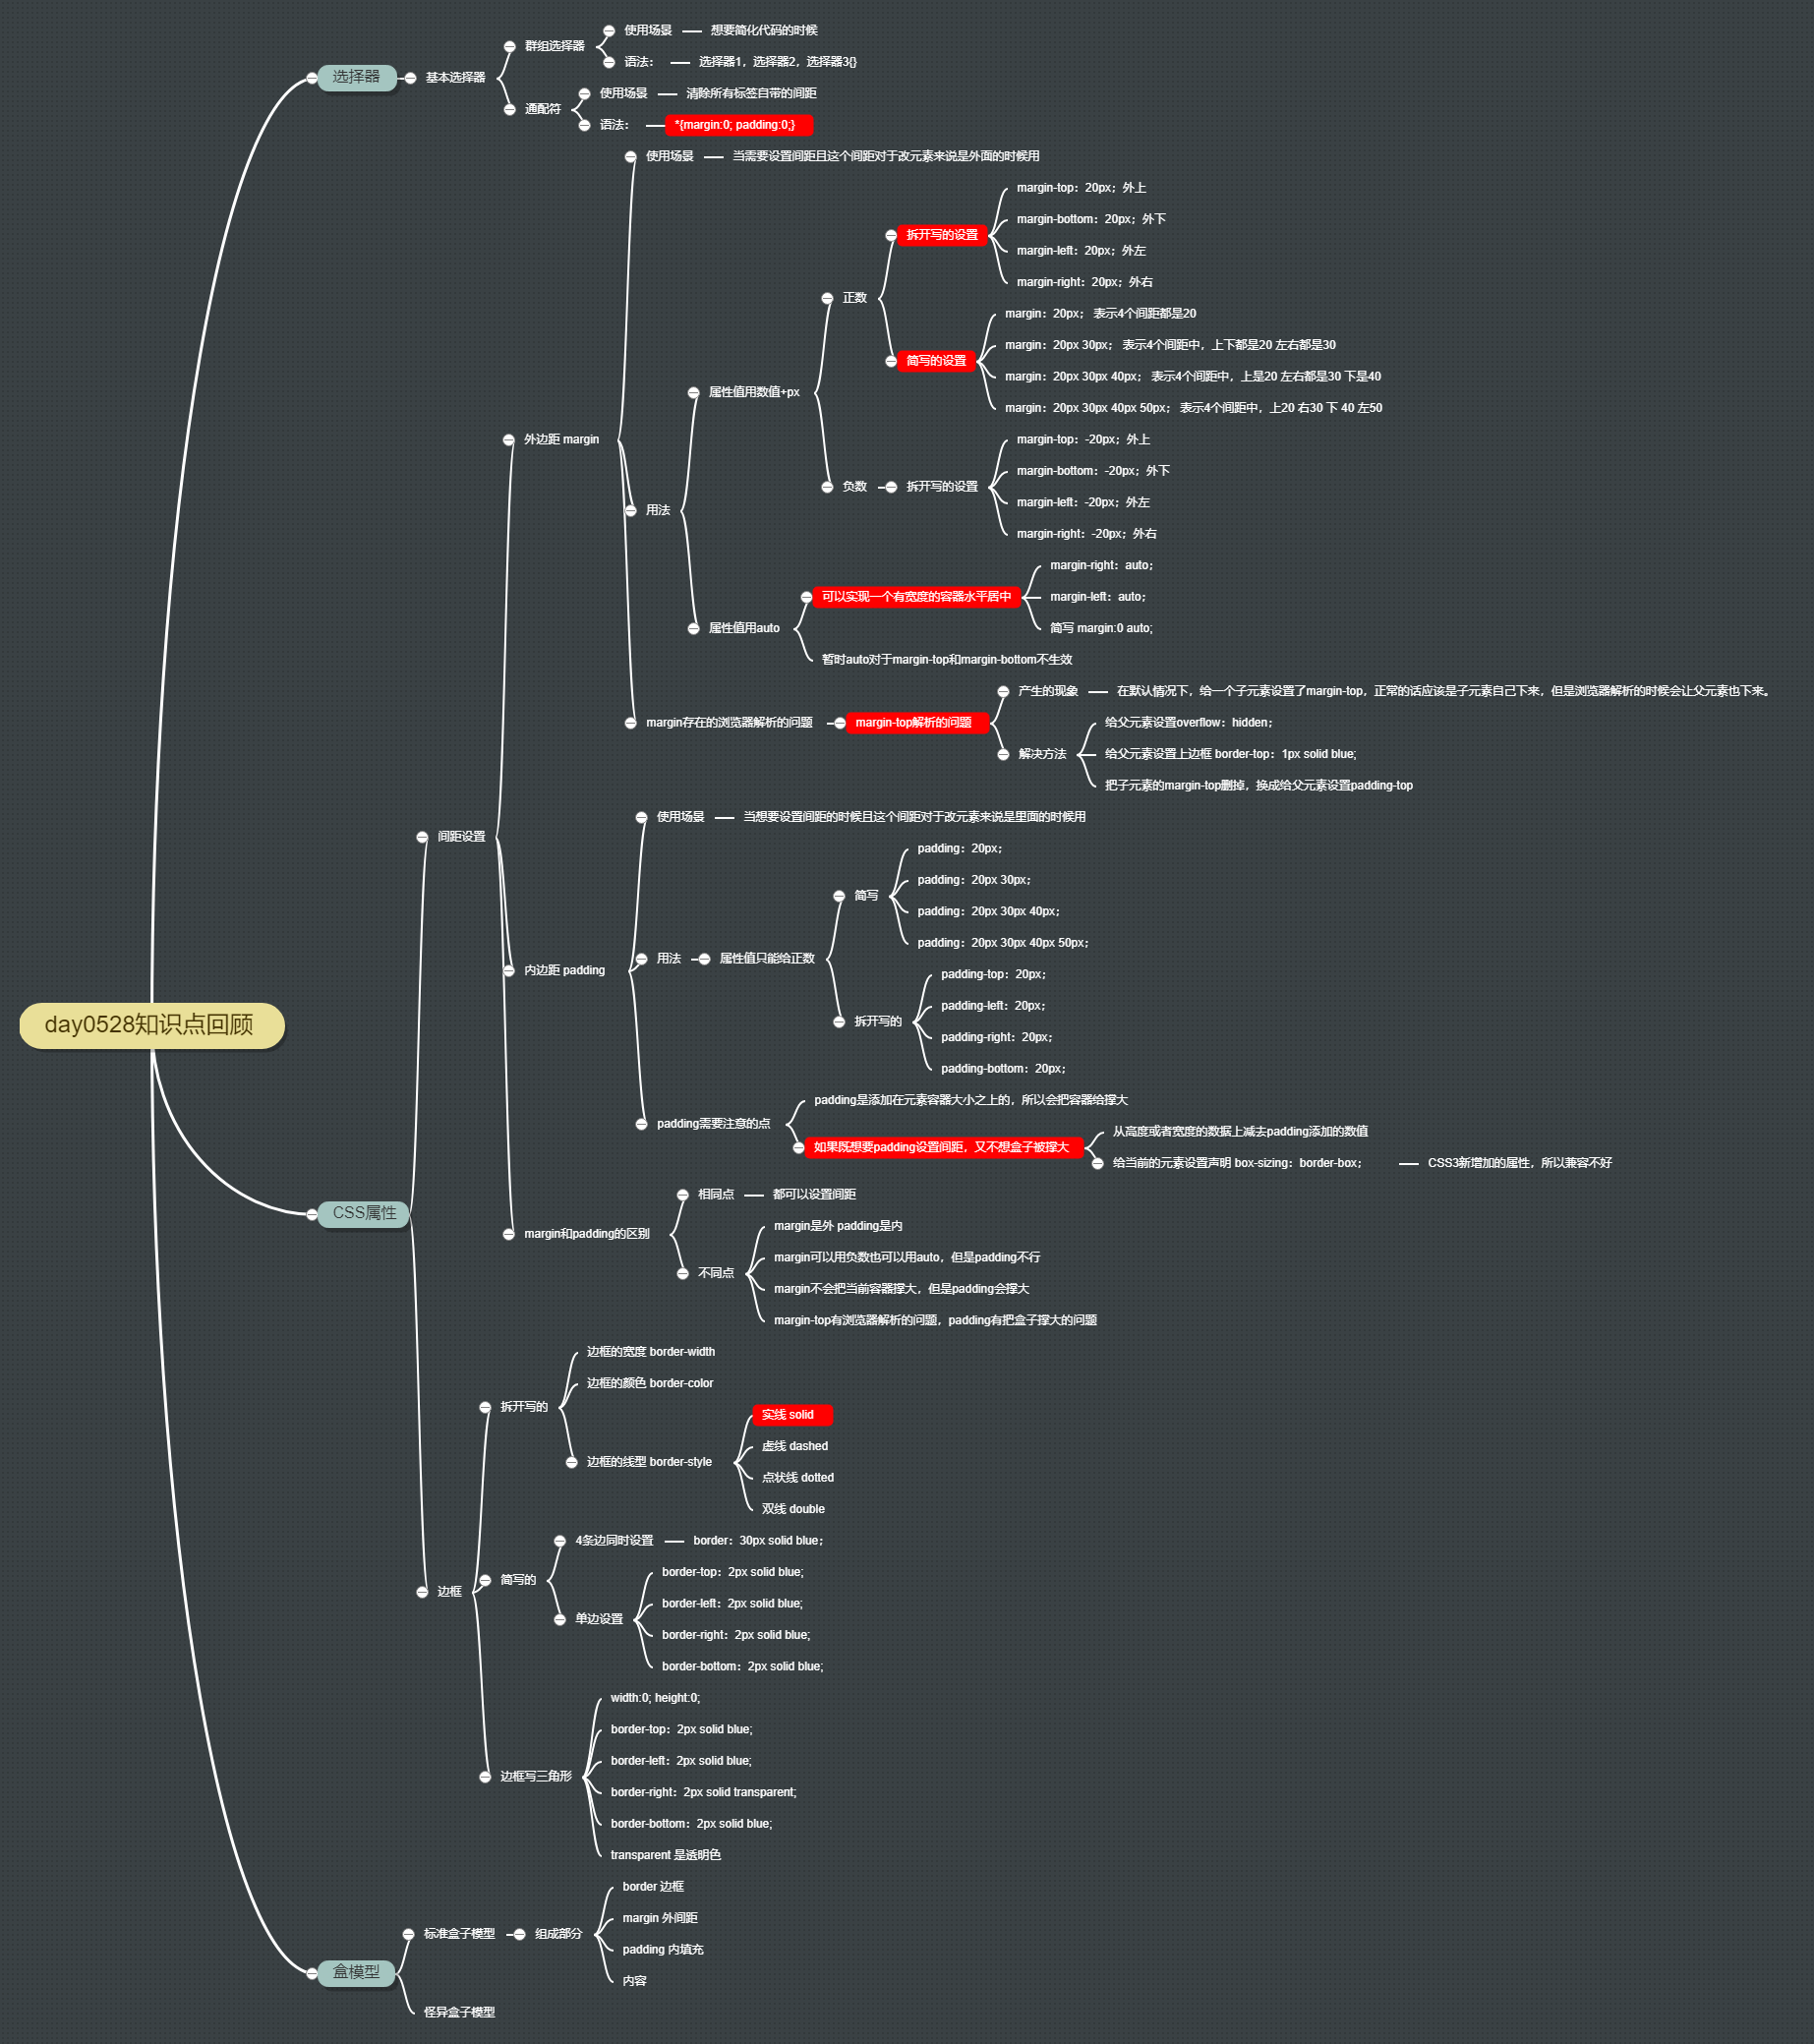 使用场景 想要简化代码的时候
群组选择器
语法： 选择器1，选择器2，选择器3{}
选择器 基本选择器
使用场景 清除所有标签自带的间距
通配符
语法： *{margin:0; padding:0;}
使用场景 当需要设置间距且这个间距对于改元素来说是外面的时候用
margin-top：20px；外上
margin-bottom：20px；外下
拆开写的设置
margin-left：20px；外左
margin-right：20px；外右
正数
margin：20px； 表示4个间距都是20
margin：20px 30px； 表示4个间距中，上下都是20 左右都是30
简写的设置
margin：20px 30px 40px； 表示4个间距中，上是20 左右都是30 下是40
属性值用数值+px
margin：20px 30px 40px 50px； 表示4个间距中，上20 右30 下 40 左50
外边距 margin
margin-top：-20px；外上
margin-bottom：-20px；外下
负数 拆开写的设置
margin-left：-20px；外左
用法
margin-right：-20px；外右
margin-right：auto；
可以实现一个有宽度的容器水平居中 margin-left：auto；
属性值用auto 简写 margin:0 auto;
暂时auto对于margin-top和margin-bottom不生效
产生的现象 在默认情况下，给一个子元素设置了margin-top，正常的话应该是子元素自己下来，但是浏览器解析的时候会让父元素也下来。
margin存在的浏览器解析的问题 margin-top解析的问题 给父元素设置overflow：hidden；
解决方法 给父元素设置上边框 border-top：1px solid blue;
把子元素的margin-top删掉，换成给父元素设置padding-top
使用场景 当想要设置间距的时候且这个间距对于改元素来说是里面的时候用
间距设置
padding：20px；
padding：20px 30px；
简写
padding：20px 30px 40px；
padding：20px 30px 40px 50px；
用法 属性值只能给正数
内边距 padding
padding-top：20px；
padding-left：20px；
拆开写的
day0528知识点回顾
padding-right：20px；
padding-bottom：20px；
padding是添加在元素容器大小之上的，所以会把容器给撑大
padding需要注意的点
从高度或者宽度的数据上减去padding添加的数值
如果既想要padding设置间距，又不想盒子被撑大
给当前的元素设置声明 box-sizing：border-box； CSS3新增加的属性，所以兼容不好
相同点 都可以设置间距
CSS属性
margin和padding的区别
margin是外 padding是内
margin可以用负数也可以用auto，但是padding不行
不同点
margin不会把当前容器撑大，但是padding会撑大
margin-top有浏览器解析的问题，padding有把盒子撑大的问题
边框的宽度 border-width
边框的颜色 border-color
拆开写的
实线 solid
虚线 dashed
边框的线型 border-style
点状线 dotted
双线 double
4条边同时设置 border：30px solid blue；
简写的
边框
border-top：2px solid blue;
border-left：2px solid blue;
单边设置
border-right：2px solid blue;
border-bottom：2px solid blue;
width:0; height:0;
border-top：2px solid blue;
border-left：2px solid blue;
边框写三角形
border-right：2px solid transparent;
border-bottom：2px solid blue;
transparent 是透明色
border 边框
margin 外间距
标准盒子模型 组成部分
padding 内填充
盒模型
内容
怪异盒子模型